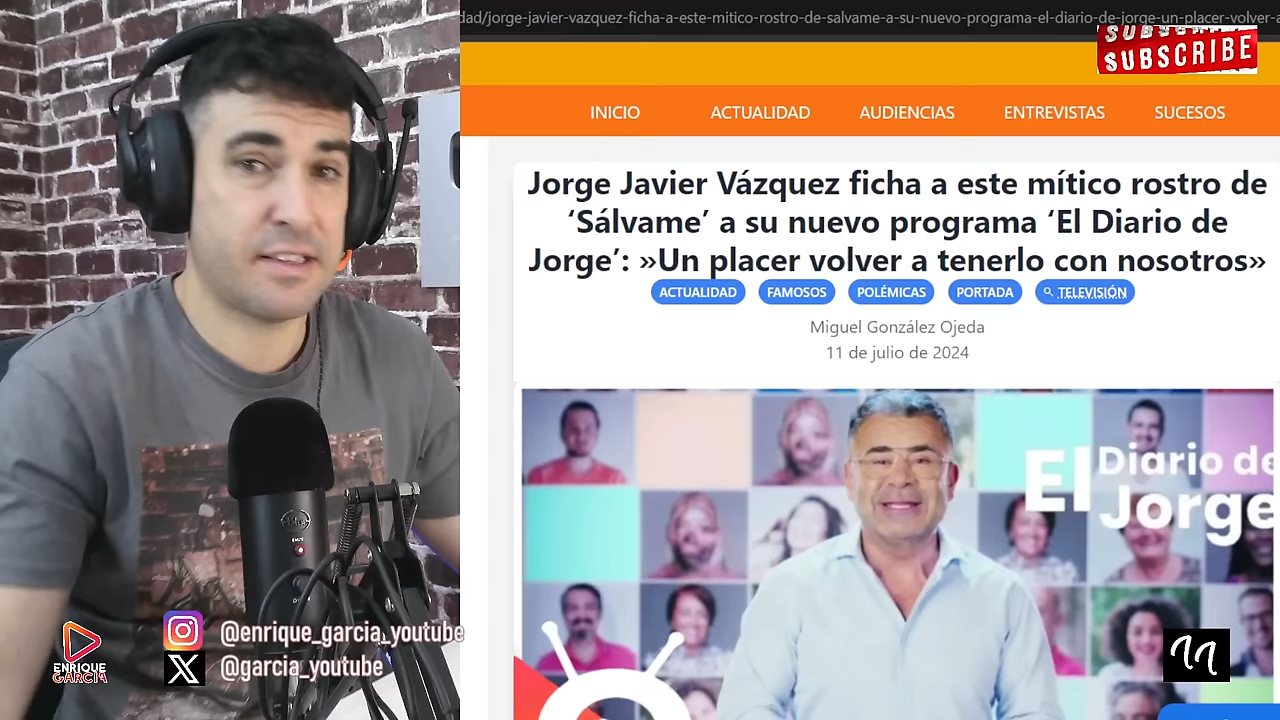 dad/jorge-javier-vazquez-ficha-a-este-mitico-rostro-de-salvame-a-su-nuevo-programa-el-diario-de-jorge-un-placer-volver-a
SUBSCRIBE
SUBSCRIBE
INICIO ACTUALIDAD AUDIENCIAS ENTREVISTAS SUCESOS
Jorge Javier Vázquez ficha a este mítico rostro de
‘Sálvame’ a su nuevo programa ‘El Diario de
Jorge’: »Un placer volver a tenerlo con nosotros»
ACTUALIDAD FAMOSOS POLÉMICAS PORTADA TELEVISIÓN
Miguel González Ojeda
11 de julio de 2024
El Diario de
Jorge
@enrique_garcia_youtube
@garcia_youtube
ENRIQUE
GARCIA